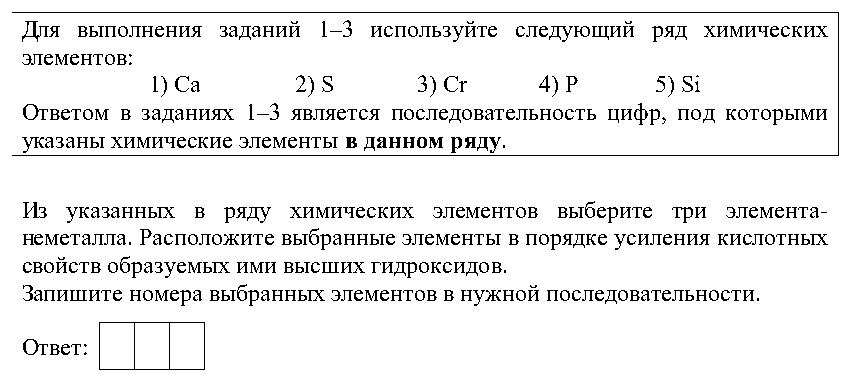 Для выполнения заданий 1–3 используйте следующий ряд химических
элементов:
1) Ca 2) S 3) Cr 4) P 5) Si
Ответом в заданиях 1–3 является последовательность цифр, под которыми
указаны химические элементы в данном ряду.
Из указанных в ряду химических элементов выберите три элемента-
неметалла. Расположите выбранные элементы в порядке усиления кислотных
свойств образуемых ими высших гидроксидов.
Запишите номера выбранных элементов в нужной последовательности.
Ответ: